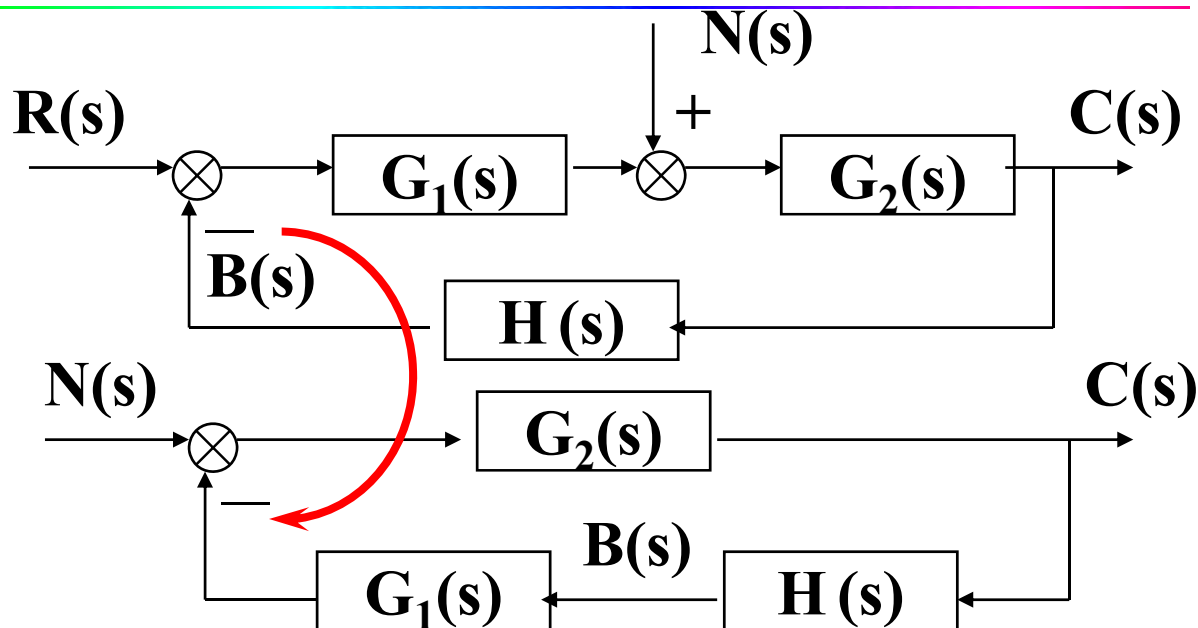 N(s)
R(s) + C(s)
G₁(s) G₂(s)
— B(s)
H (s)
N(s) C(s)
G₂(s)
—
B(s)
G₁(s) H (s)